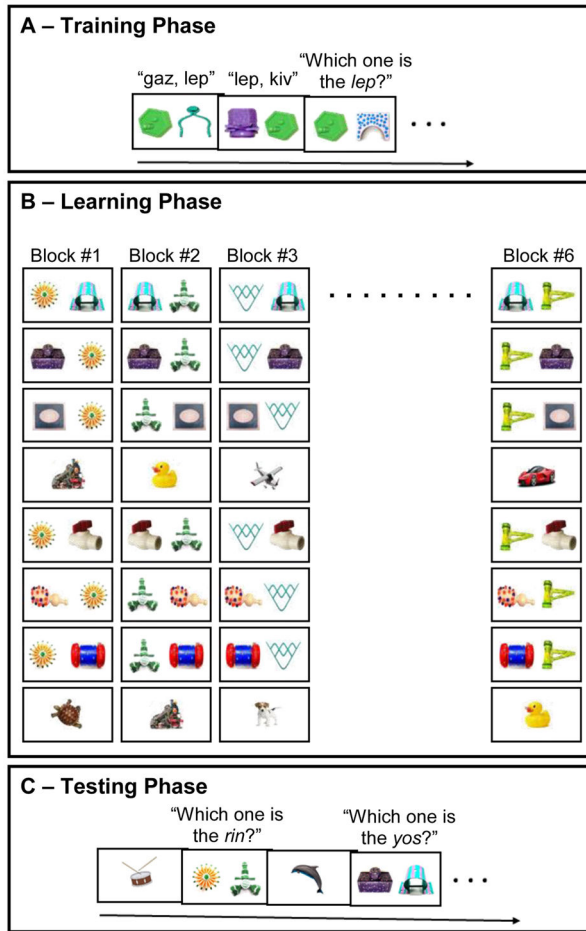 A – Training Phase
"Which one is
"gaz, lep" "lep, kiv" the lep?"
B – Learning Phase
Block #1 Block #2 Block #3 Block #6
C – Testing Phase
"Which one is "Which one is
the rin?" the yos?"